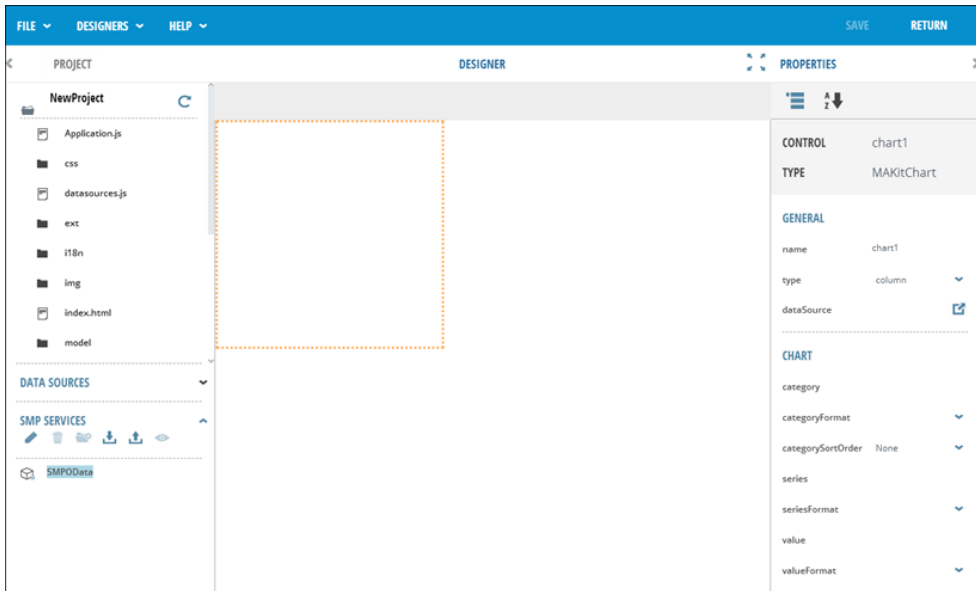 FILE DESIGNERS HELP SAVE RETURN
PROJECT DESIGNER PROPERTIES
NewProject
Application.js
css
datasources.js
ext
i18n
img
index.html
model
DATA SOURCES
SMP SERVICES
SMPOData
A
Z
CONTROL chart1
TYPE MAKitChart
GENERAL
name chart1
type column
dataSource
CHART
category
categoryFormat
categorySortOrder None
series
seriesFormat
value
valueFormat